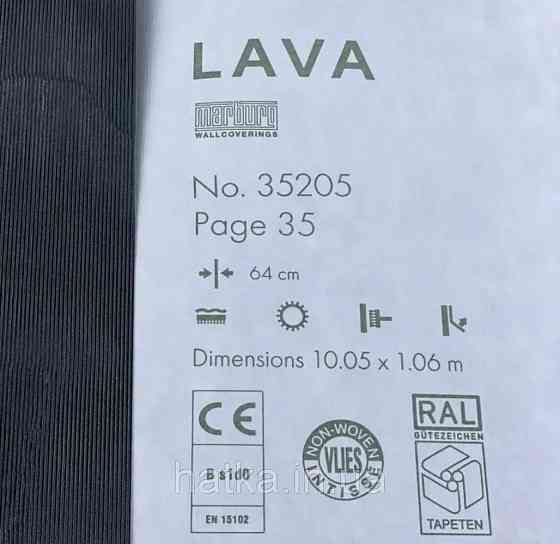 LAVA
marburg
WALLCOVERINGS
No. 35205
Page 35
64 cm
Dimensions 10.05 x 1.06 m
CE
B s1d0
EN 15102
NON-WOVEN
VLIES
INTISSÉ
RAL
GÜTEZEICHEN
TAPETEN
hatka.in.ua